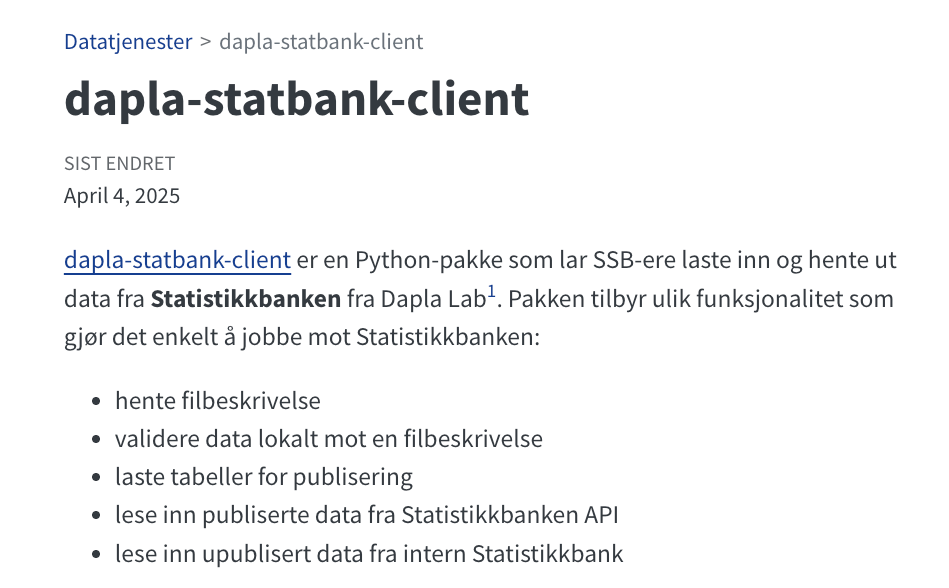 Datatjenester > dapla-statbank-client
dapla-statbank-client
SIST ENDRET
April 4, 2025
dapla-statbank-client er en Python-pakke som lar SSB-ere laste inn og hente ut
data fra Statistikkbanken fra Dapla Lab1. Pakken tilbyr ulik funksjonalitet som
gjør det enkelt å jobbe mot Statistikkbanken:
• hente filbeskrivelse
• validere data lokalt mot en filbeskrivelse
• laste tabeller for publisering
• lese inn publiserte data fra Statistikkbanken API
• lese inn upublisert data fra intern Statistikkbank